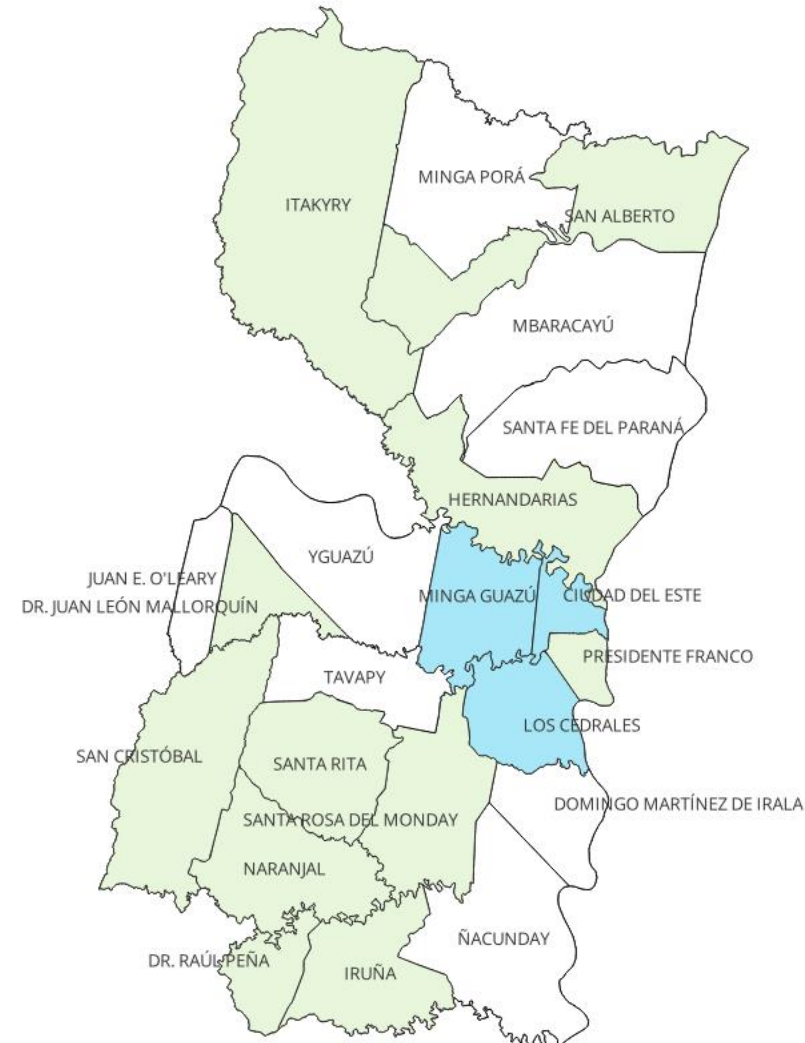 ITAKYRY
MINGA PORÁ
SAN ALBERTO
MBARACAYÚ
SANTA FE DEL PARANÁ
HERNANDARIAS
YGUAZÚ
JUAN E. O'LEARY
DR. JUAN LEÓN MALLORQUÍN
MINGA GUAZÚ
CIUDAD DEL ESTE
PRESIDENTE FRANCO
TAVAPY
LOS CEDRALES
SAN CRISTÓBAL
SANTA RITA
DOMINGO MARTÍNEZ DE IRALA
SANTA ROSA DEL MONDAY
NARANJAL
ÑACUNDAY
DR. RAÚL PEÑA
IRUÑA